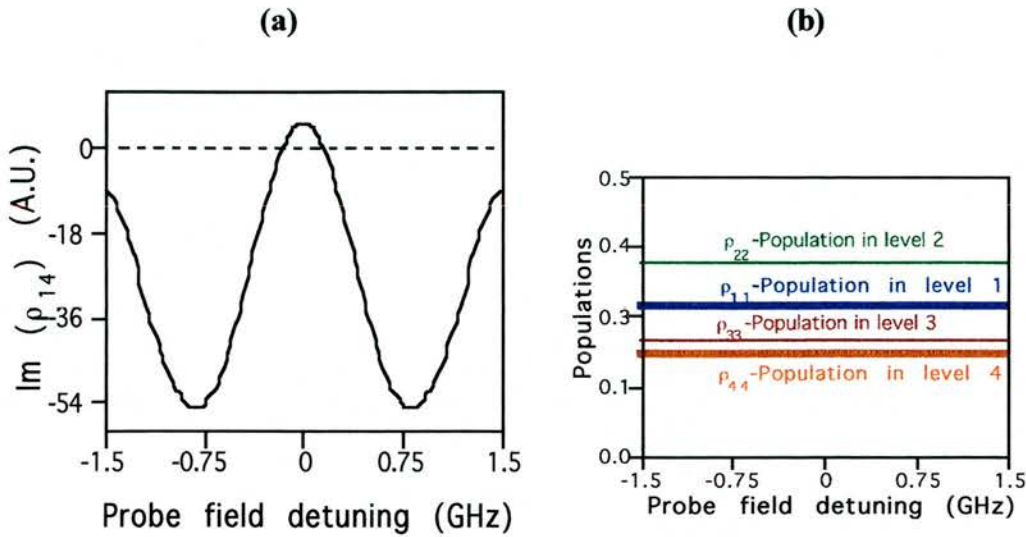 (a)
(b)
Im (ρ14) (A.U.)
0
-18
-36
-54
-1.5 -0.75 0 0.75 1.5
Probe field detuning (GHz)
Populations
0.5
0.4
0.3
0.1
0.0
ρ22-Population in level 2
ρ11-Population in level 1
ρ33-Population in level 3
ρ44-Population in level 4
-1.5 -0.75 0 0.75 1.5
Probe field detuning (GHz)